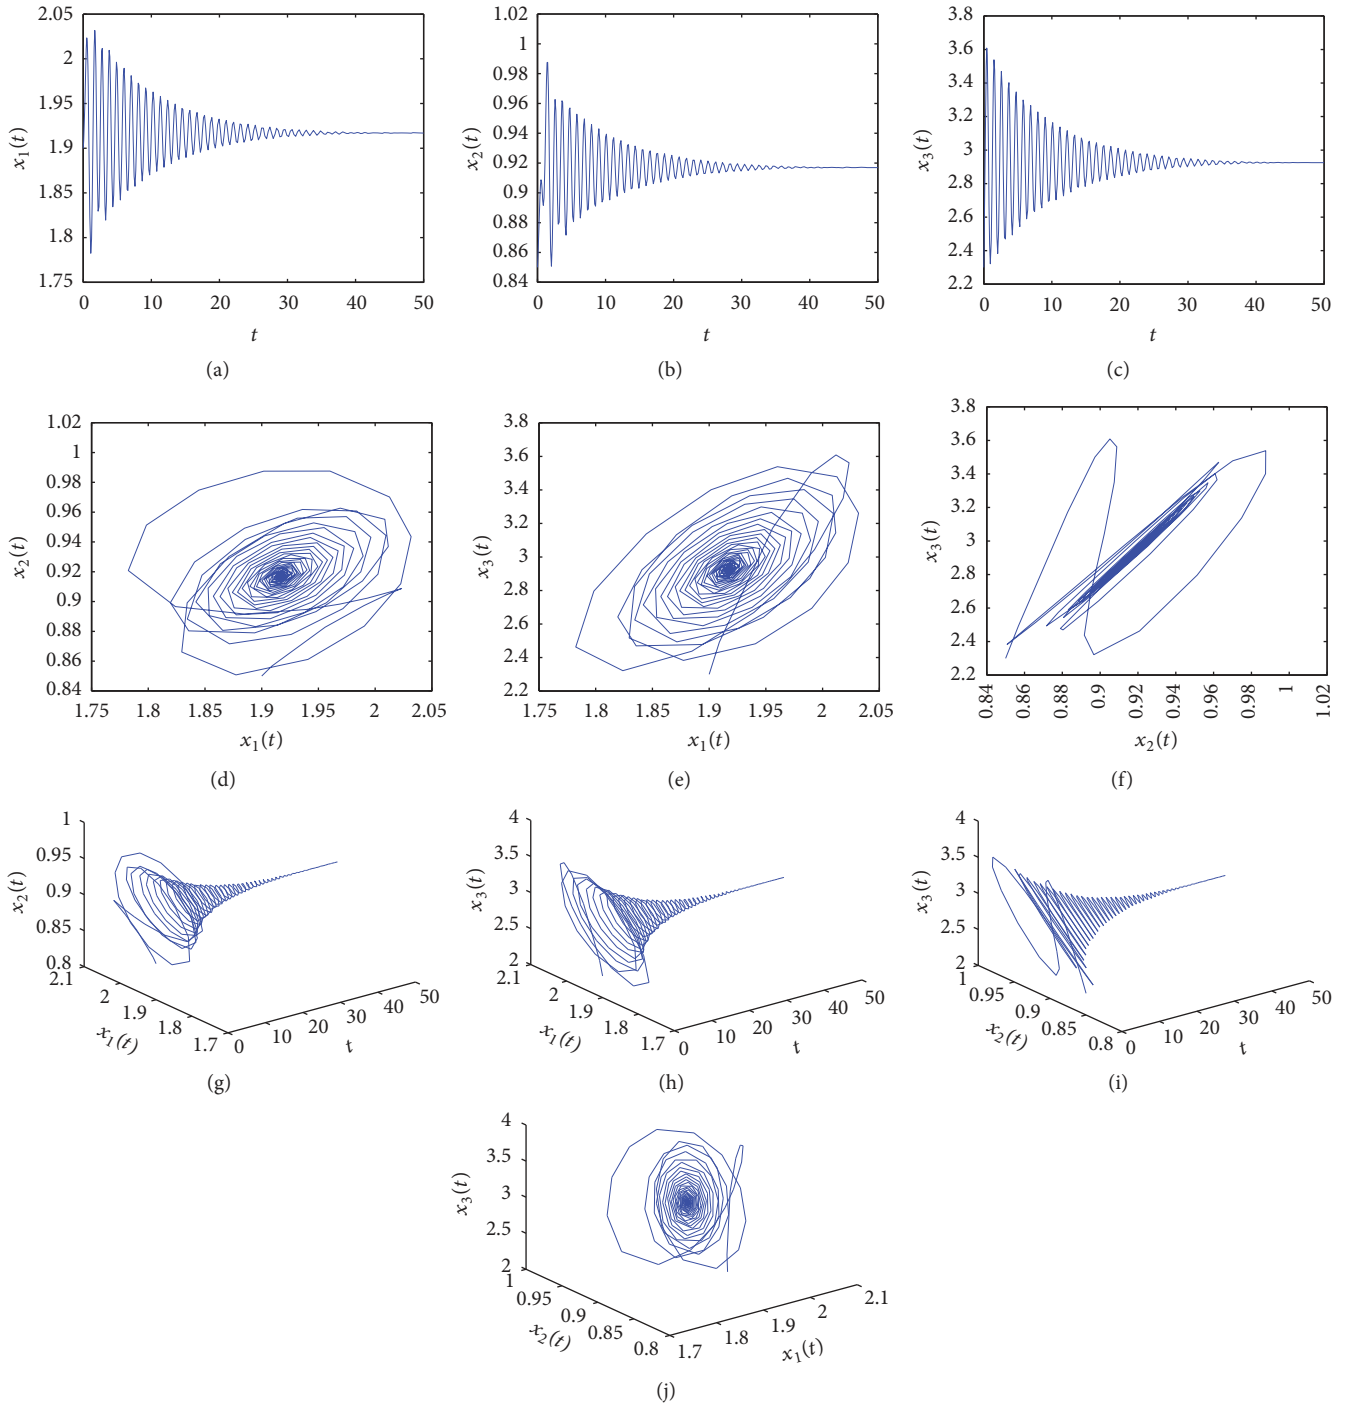 2.05
2
1.95
1.9
1.85
1.8
1.75
x₁(t)
0 10 20 30 40 50
t
(a)
1.02
1
0.98
0.96
0.94
0.92
0.9
0.88
0.86
0.84
x₂(t)
0 10 20 30 40 50
t
(b)
3.8
3.6
3.4
3.2
3
2.8
2.6
2.4
2.2
x₃(t)
0 10 20 30 40 50
t
(c)
1.02
1
0.98
0.96
0.94
0.92
0.9
0.88
0.86
0.84
x₂(t)
1.75 1.8 1.85 1.9 1.95 2 2.05
x₁(t)
(d)
3.8
3.6
3.4
3.2
3
2.8
2.6
2.4
2.2
x₃(t)
1.75 1.8 1.85 1.9 1.95 2 2.05
x₁(t)
(e)
3.8
3.6
3.4
3.2
3
2.8
2.6
2.4
2.2
x₃(t)
0.84 0.86 0.88 0.9 0.92 0.94 0.96 0.98 1 1.02
x₂(t)
(f)
1
0.95
0.9
0.85
0.8
x₂(t)
2.1 2 1.9 1.8 1.7
x₁(t)
0 10 20 30 40 50
t
(g)
4
3.5
3
2.5
2
x₃(t)
2.1 2 1.9 1.8 1.7
x₁(t)
0 10 20 30 40 50
t
(h)
4
3.5
3
2.5
2
x₃(t)
1 0.95 0.9 0.85 0.8
x₂(t)
0 10 20 30 40 50
t
(i)
4
3.5
3
2.5
2
x₃(t)
1 0.95 0.9 0.85 0.8
x₂(t)
1.7 1.8 1.9 2 2.1
x₁(t)
(j)